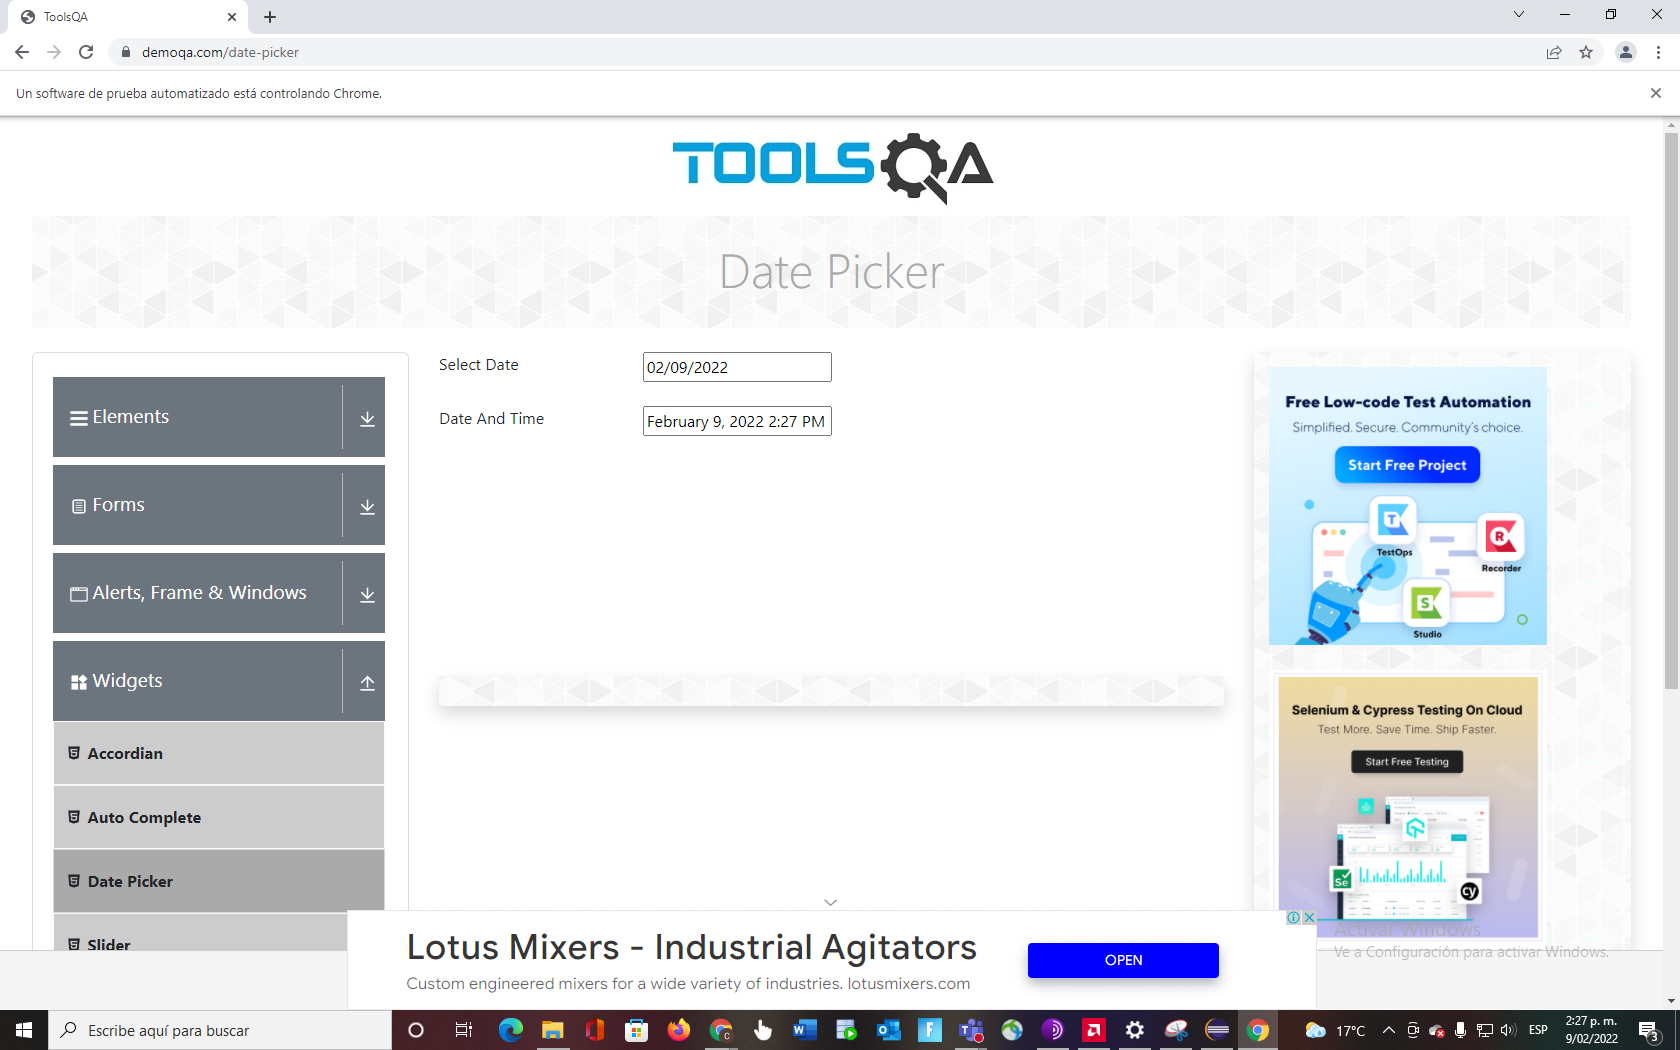 ToolsQA
demoqa.com/date-picker
Un software de prueba automatizado está controlando Chrome.
TOOLSQA
Date Picker
Elements
Forms
Alerts, Frame & Windows
Widgets
Accordian
Auto Complete
Date Picker
Slider
Select Date
02/09/2022
Date And Time
February 9, 2022 2:27 PM
Free Low-code Test Automation
Simplified. Secure. Community's choice.
Start Free Project
TestOps
Recorder
Studio
Selenium & Cypress Testing On Cloud
Test More. Save Time. Ship Faster.
Start Free Testing
Se
cy
Lotus Mixers - Industrial Agitators
Custom engineered mixers for a wide variety of industries. lotusmixers.com
OPEN
Activar Windows
Ve a Configuración para activar Windows.
Escribe aquí para buscar
17°C
ESP
2:27 p. m.
9/02/2022
3